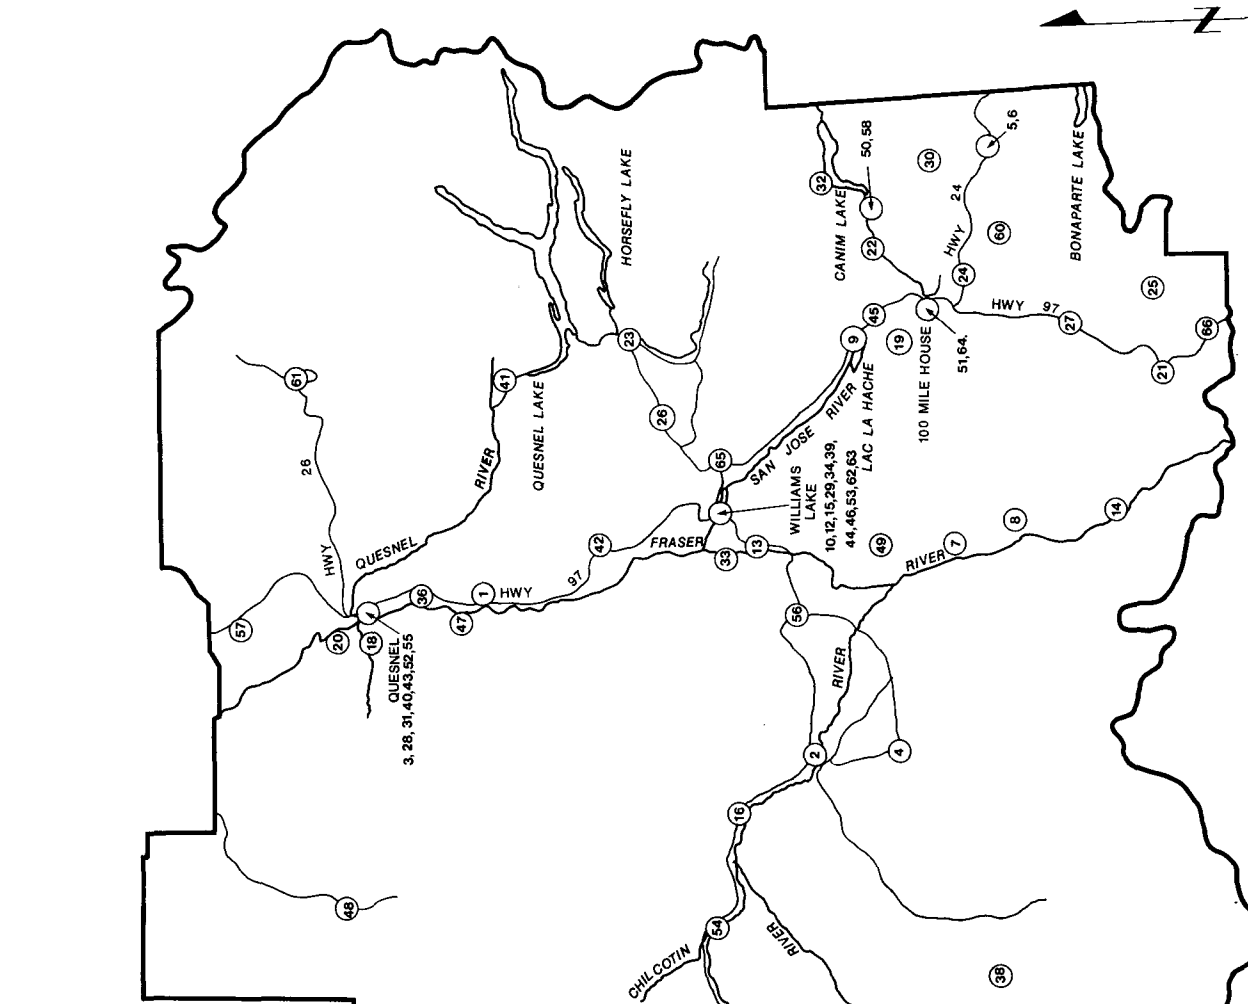 N
5,6
50,58
30
32
24
HORSEFLY LAKE
CANIM LAKE
BONAPARTE LAKE
60
HWY
22
24
25
HWY 97
27
66
45
51,64.
23
9
19
21
100 MILE HOUSE
61
41
QUESNEL LAKE
LAC LA HACHE
26
SAN JOSE RIVER
26
65
RIVER
WILLIAMS
LAKE
10,12,15,29,34,39,
44,46,53,62,63
HWY
QUESNEL
42
FRASER
33
13
49
7
8
14
RIVER
97
HWY
1
36
47
57
20
18
56
QUESNEL
3, 28, 31,40,43,52,55
RIVER
2
4
16
48
54
RIVER
CHILCOTIN
38